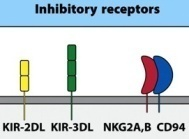 Inhibitory receptors
KIR-2DL KIR-3DL NKG2A,B CD94